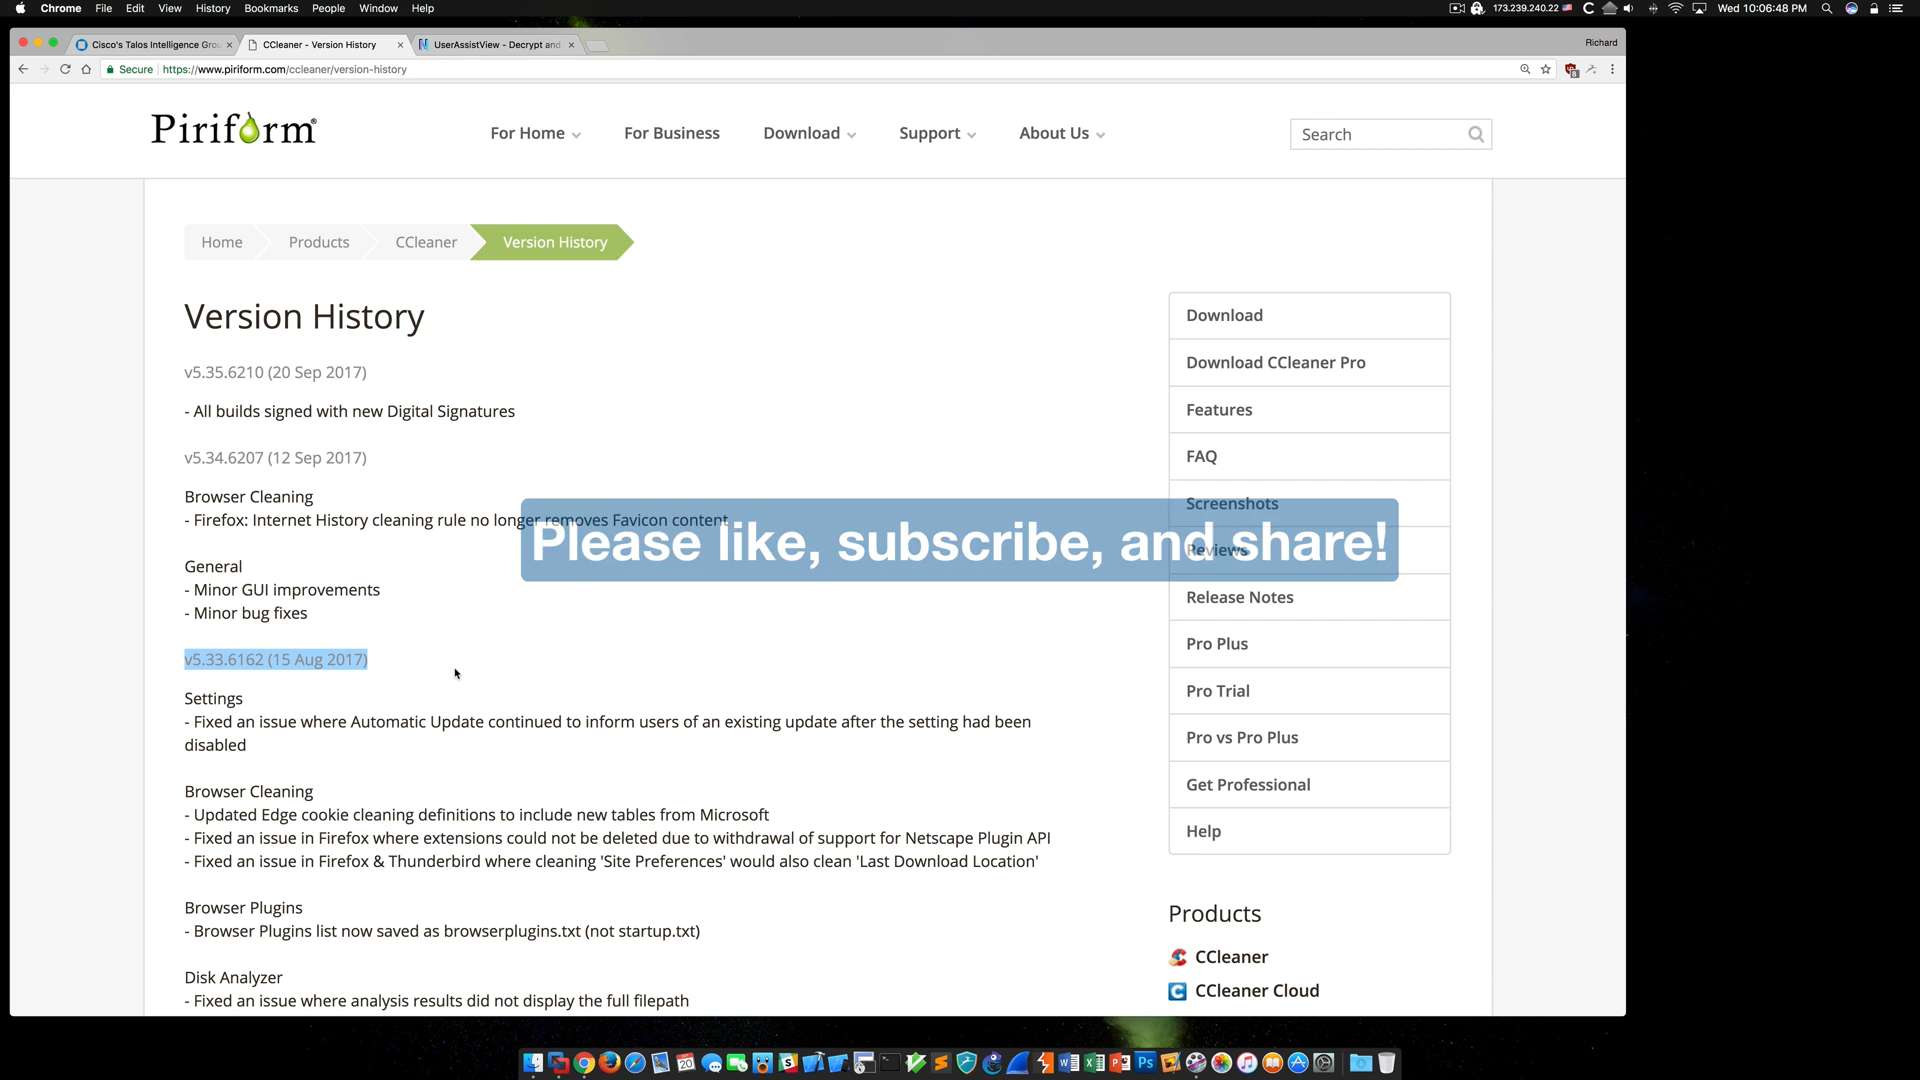 Chrome File Edit View History Bookmarks People Window Help
173.239.240.22 Wed 10:06:48 PM
Cisco's Talos Intelligence Grou CCleaner - Version History UserAssistView - Decrypt and Richard
Secure https://www.piriform.com/ccleaner/version-history
Piriform®
For Home For Business Download Support About Us Search
Home Products CCleaner Version History
Version History
v5.35.6210 (20 Sep 2017)
- All builds signed with new Digital Signatures
v5.34.6207 (12 Sep 2017)
Browser Cleaning
- Firefox: Internet History cleaning rule no longer removes Favicon content
General
- Minor GUI improvements
- Minor bug fixes
v5.33.6162 (15 Aug 2017)
Settings
- Fixed an issue where Automatic Update continued to inform users of an existing update after the setting had been
disabled
Browser Cleaning
- Updated Edge cookie cleaning definitions to include new tables from Microsoft
- Fixed an issue in Firefox where extensions could not be deleted due to withdrawal of support for Netscape Plugin API
- Fixed an issue in Firefox & Thunderbird where cleaning 'Site Preferences' would also clean 'Last Download Location'
Browser Plugins
- Browser Plugins list now saved as browserplugins.txt (not startup.txt)
Disk Analyzer
- Fixed an issue where analysis results did not display the full filepath
Please like, subscribe, and share!
Download
Download CCleaner Pro
Features
FAQ
Screenshots
Reviews
Release Notes
Pro Plus
Pro Trial
Pro vs Pro Plus
Get Professional
Help
Products
CCleaner
CCleaner Cloud